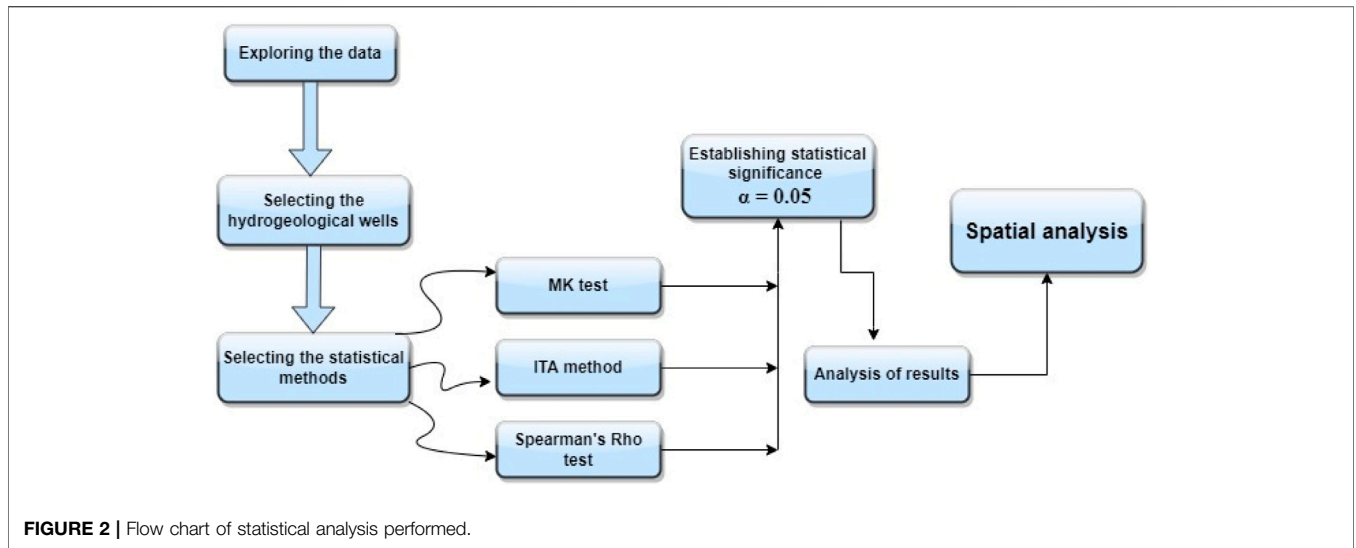 Exploring the data
Selecting the
hydrogeological wells
Selecting the statistical
methods
MK test
ITA method
Spearman's Rho
test
Establishing statistical
significance
α = 0.05
Analysis of results
Spatial analysis
FIGURE 2 | Flow chart of statistical analysis performed.